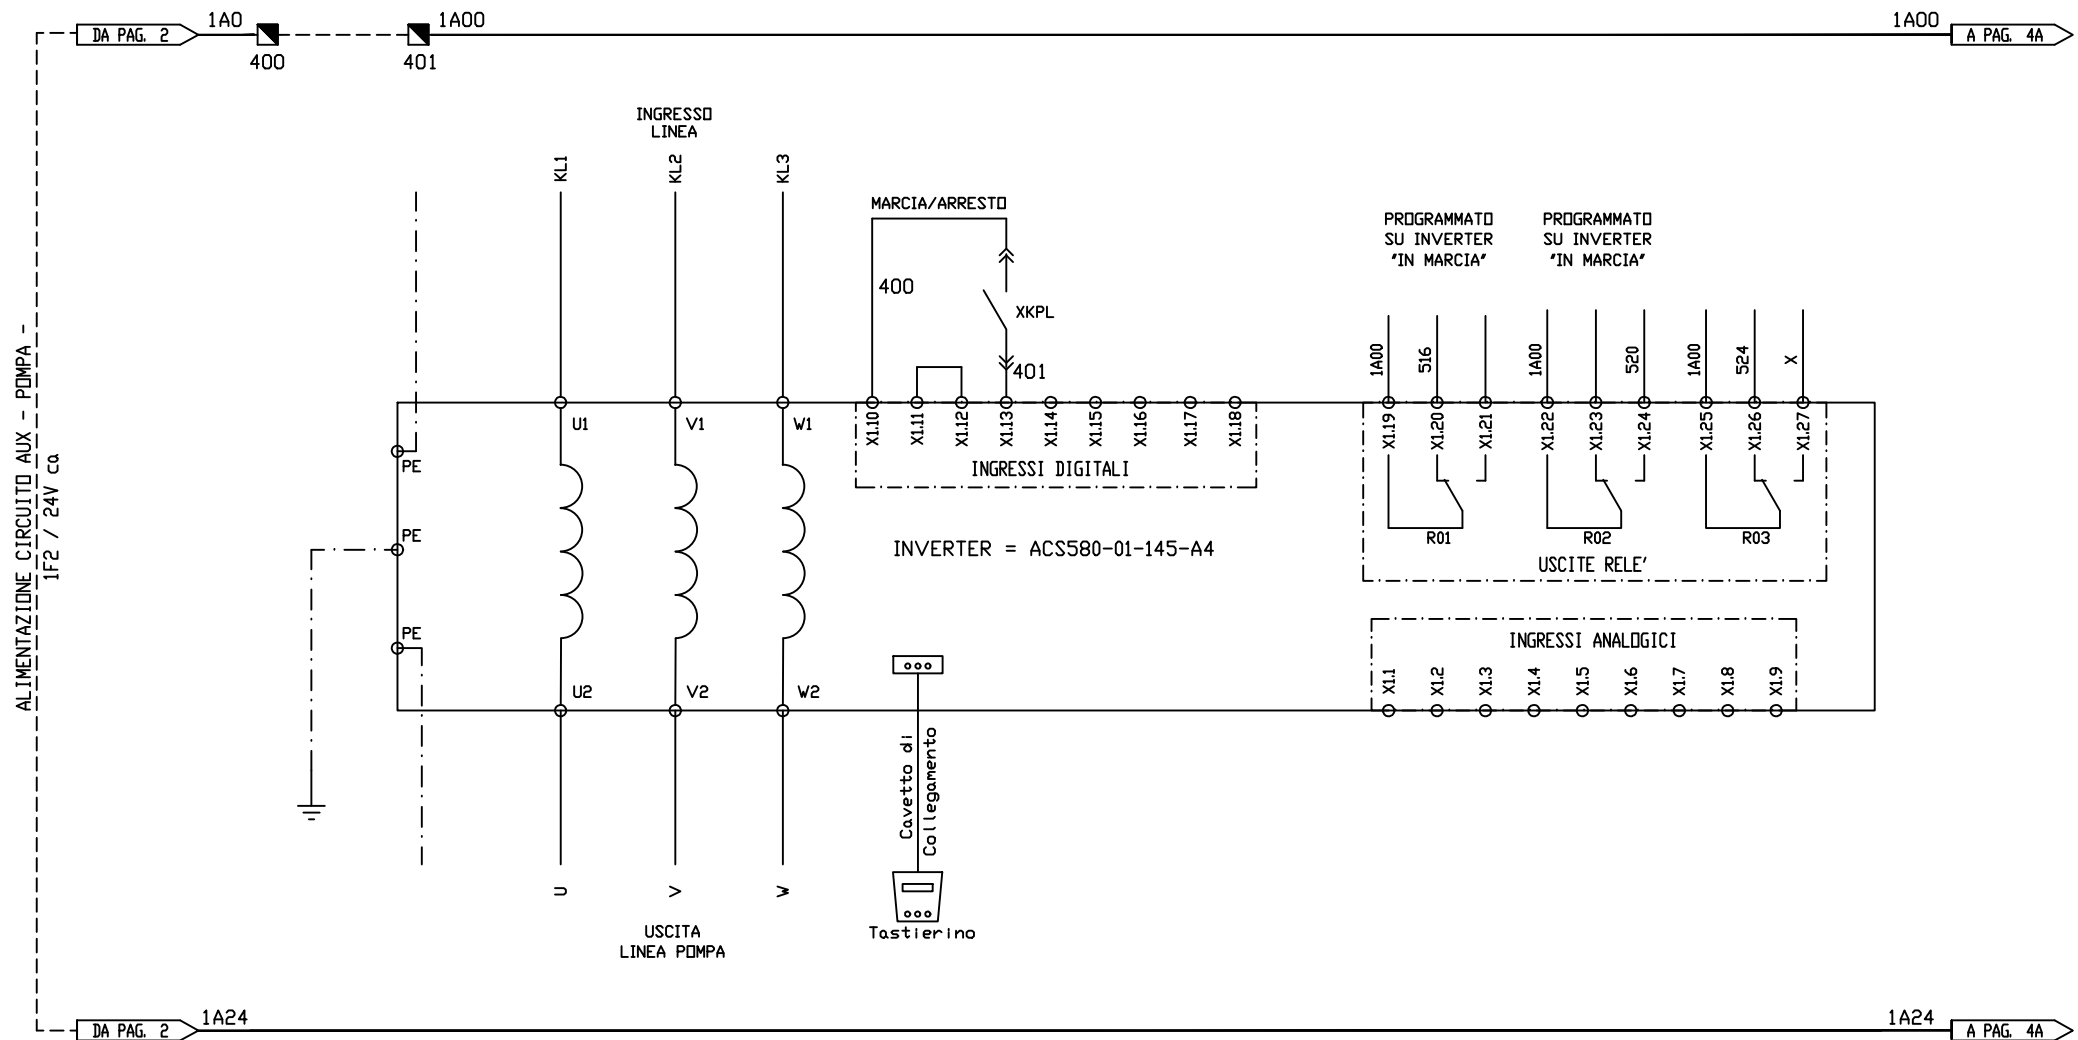 1A0
1A00
1A00
DA PAG. 2
A PAG. 4A
400
401
INGRESSO
LINEA
KL1
KL2
KL3
MARCIA/ARRESTO
400
XKPL
401
PROGRAMMATO
SU INVERTER
"IN MARCIA"
PROGRAMMATO
SU INVERTER
"IN MARCIA"
1A00
516
1A00
520
1A00
524
X
ALIMENTAZIONE CIRCUITO AUX - POMPA -
1F2 / 24V ca
PE
PE
PE
U1
V1
W1
X1.10
X1.11
X1.12
X1.13
X1.14
X1.15
X1.16
X1.17
X1.18
INGRESSI DIGITALI
X1.19
X1.20
X1.21
X1.22
X1.23
X1.24
X1.25
X1.26
X1.27
R01
R02
R03
USCITE RELE'
INVERTER = ACS580-01-145-A4
INGRESSI ANALOGICI
X1.1
X1.2
X1.3
X1.4
X1.5
X1.6
X1.7
X1.8
X1.9
U2
V2
W2
Cavetto di
Collegamento
U
V
W
USCITA
LINEA POMPA
Tastierino
1A24
1A24
DA PAG. 2
A PAG. 4A